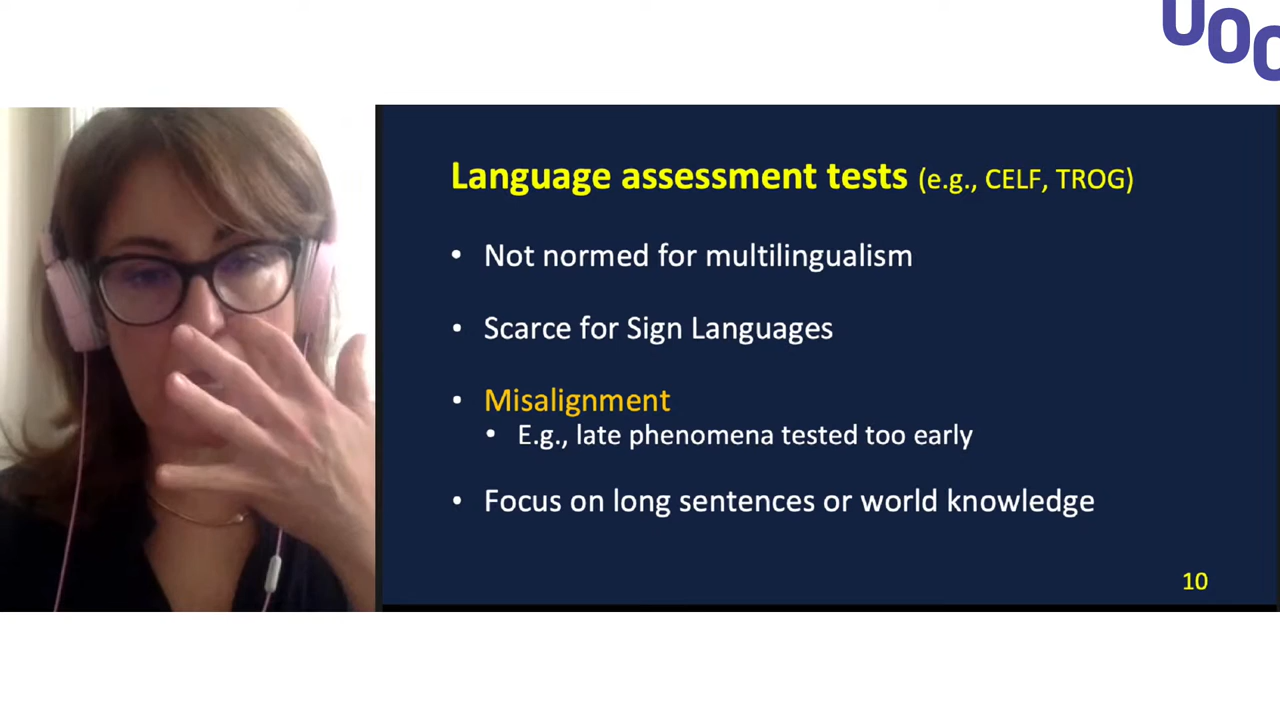 UOC
Language assessment tests (e.g., CELF, TROG)
• Not normed for multilingualism
• Scarce for Sign Languages
• Misalignment
• E.g., late phenomena tested too early
• Focus on long sentences or world knowledge
10